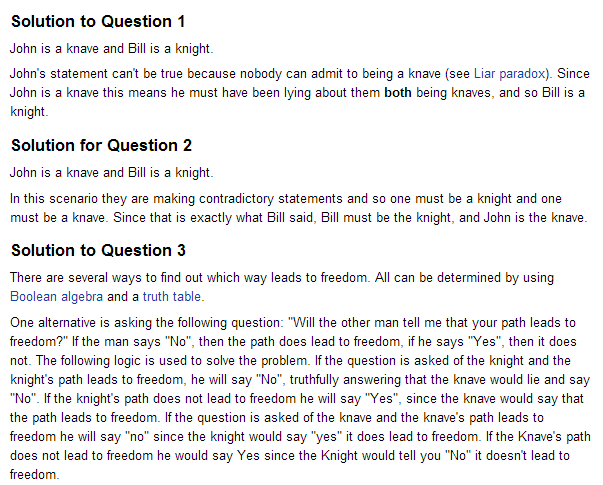 Solution to Question 1
John is a knave and Bill is a knight.
John's statement can't be true because nobody can admit to being a knave (see Liar paradox). Since
John is a knave this means he must have been lying about them both being knaves, and so Bill is a
knight.
Solution for Question 2
John is a knave and Bill is a knight.
In this scenario they are making contradictory statements and so one must be a knight and one
must be a knave. Since that is exactly what Bill said, Bill must be the knight, and John is the knave.
Solution to Question 3
There are several ways to find out which way leads to freedom. All can be determined by using
Boolean algebra and a truth table.
One alternative is asking the following question: "Will the other man tell me that your path leads to
freedom?" If the man says "No", then the path does lead to freedom, if he says "Yes", then it does
not. The following logic is used to solve the problem. If the question is asked of the knight and the
knight's path leads to freedom, he will say "No", truthfully answering that the knave would lie and say
"No". If the knight's path does not lead to freedom he will say "Yes", since the knave would say that
the path leads to freedom. If the question is asked of the knave and the knave's path leads to
freedom he will say "no" since the knight would say "yes" it does lead to freedom. If the Knave's path
does not lead to freedom he would say Yes since the Knight would tell you "No" it doesn't lead to
freedom.